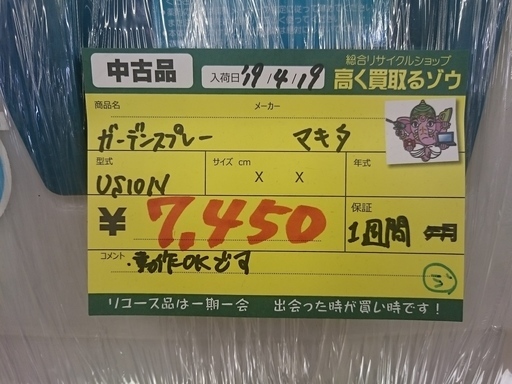 中古品 入荷日 '19/4/19 総合リサイクルショップ
高く買取るゾウ
商品名 メーカー
ガーデンスプレー マキタ
型式 サイズ cm 年式
US10N X X
¥ 7,450 保証
1週間
コメント
・動作OKです
リユース品は一期一会 出会った時が買い時です!